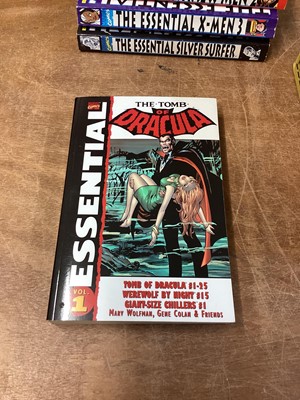 THE ESSENTIAL X-MEN 3
THE ESSENTIAL SILVER SURFER
MARVEL
ESSENTIAL
VOL.
1
THE TOMB
OF
DRACULA
TOMB OF DRACULA #1-25
WEREWOLF BY NIGHT #15
GIANT-SIZE CHILLERS #1
MARV WOLFMAN, GENE COLAN & FRIENDS